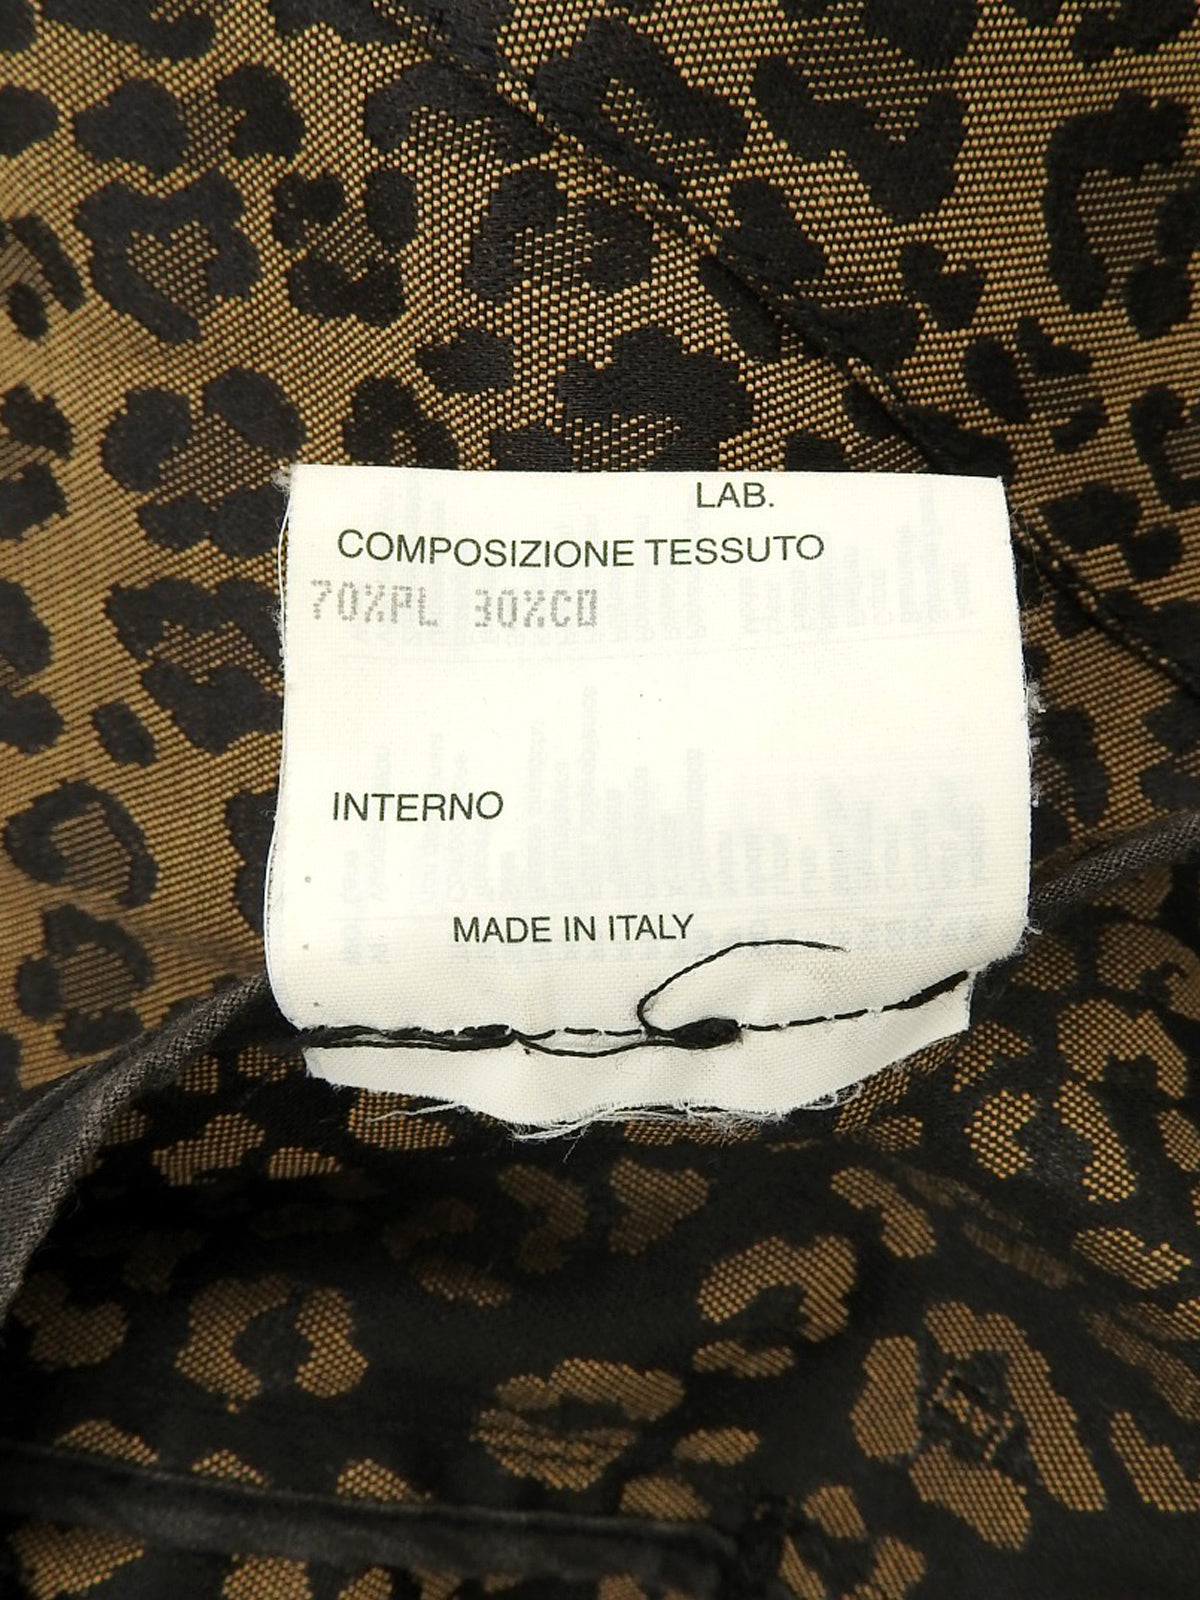 LAB.
COMPOSIZIONE TESSUTO
70%PL 30%CO
INTERNO
MADE IN ITALY